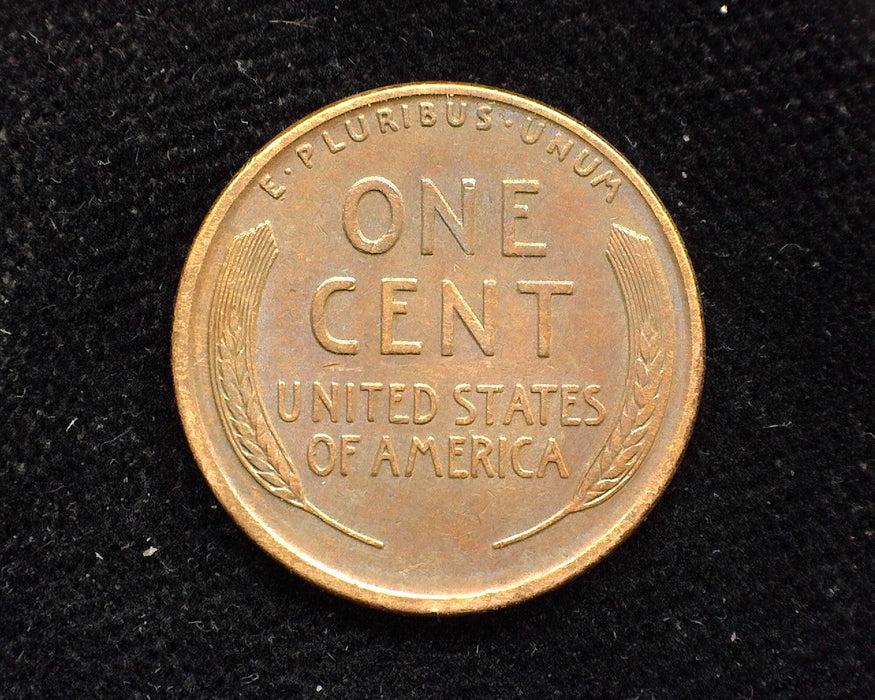 E·PLURIBUS·UNUM
ONE
CENT
UNITED STATES
OF AMERICA